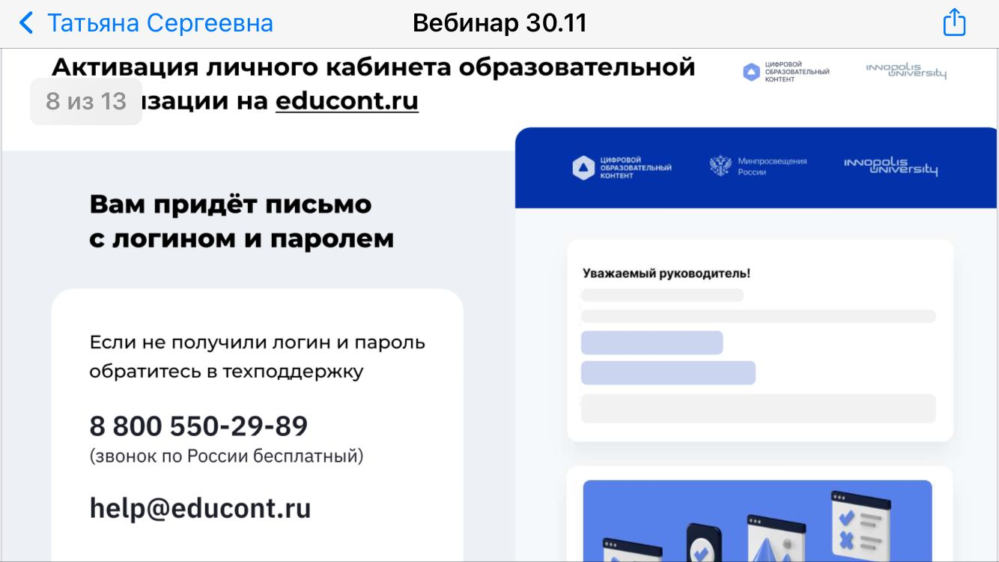 Татьяна Сергеевна
Вебинар 30.11
Активация личного кабинета образовательной
8 из 13
изации на educont.ru
ЦИФРОВОЙ
ОБРАЗОВАТЕЛЬНЫЙ
КОНТЕНТ
INNOPOLIS
UNIVERSITY
Вам придёт письмо
с логином и паролем
Если не получили логин и пароль
обратитесь в техподдержку
8 800 550-29-89
(звонок по России бесплатный)
help@educont.ru
ЦИФРОВОЙ
ОБРАЗОВАТЕЛЬНЫЙ
КОНТЕНТ
Минпросвещения
России
INNOPOLIS
UNIVERSITY
Уважаемый руководитель!